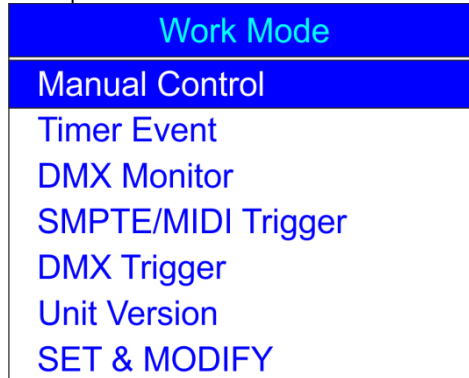 Work Mode
Manual Control
Timer Event
DMX Monitor
SMPTE/MIDI Trigger
DMX Trigger
Unit Version
SET & MODIFY